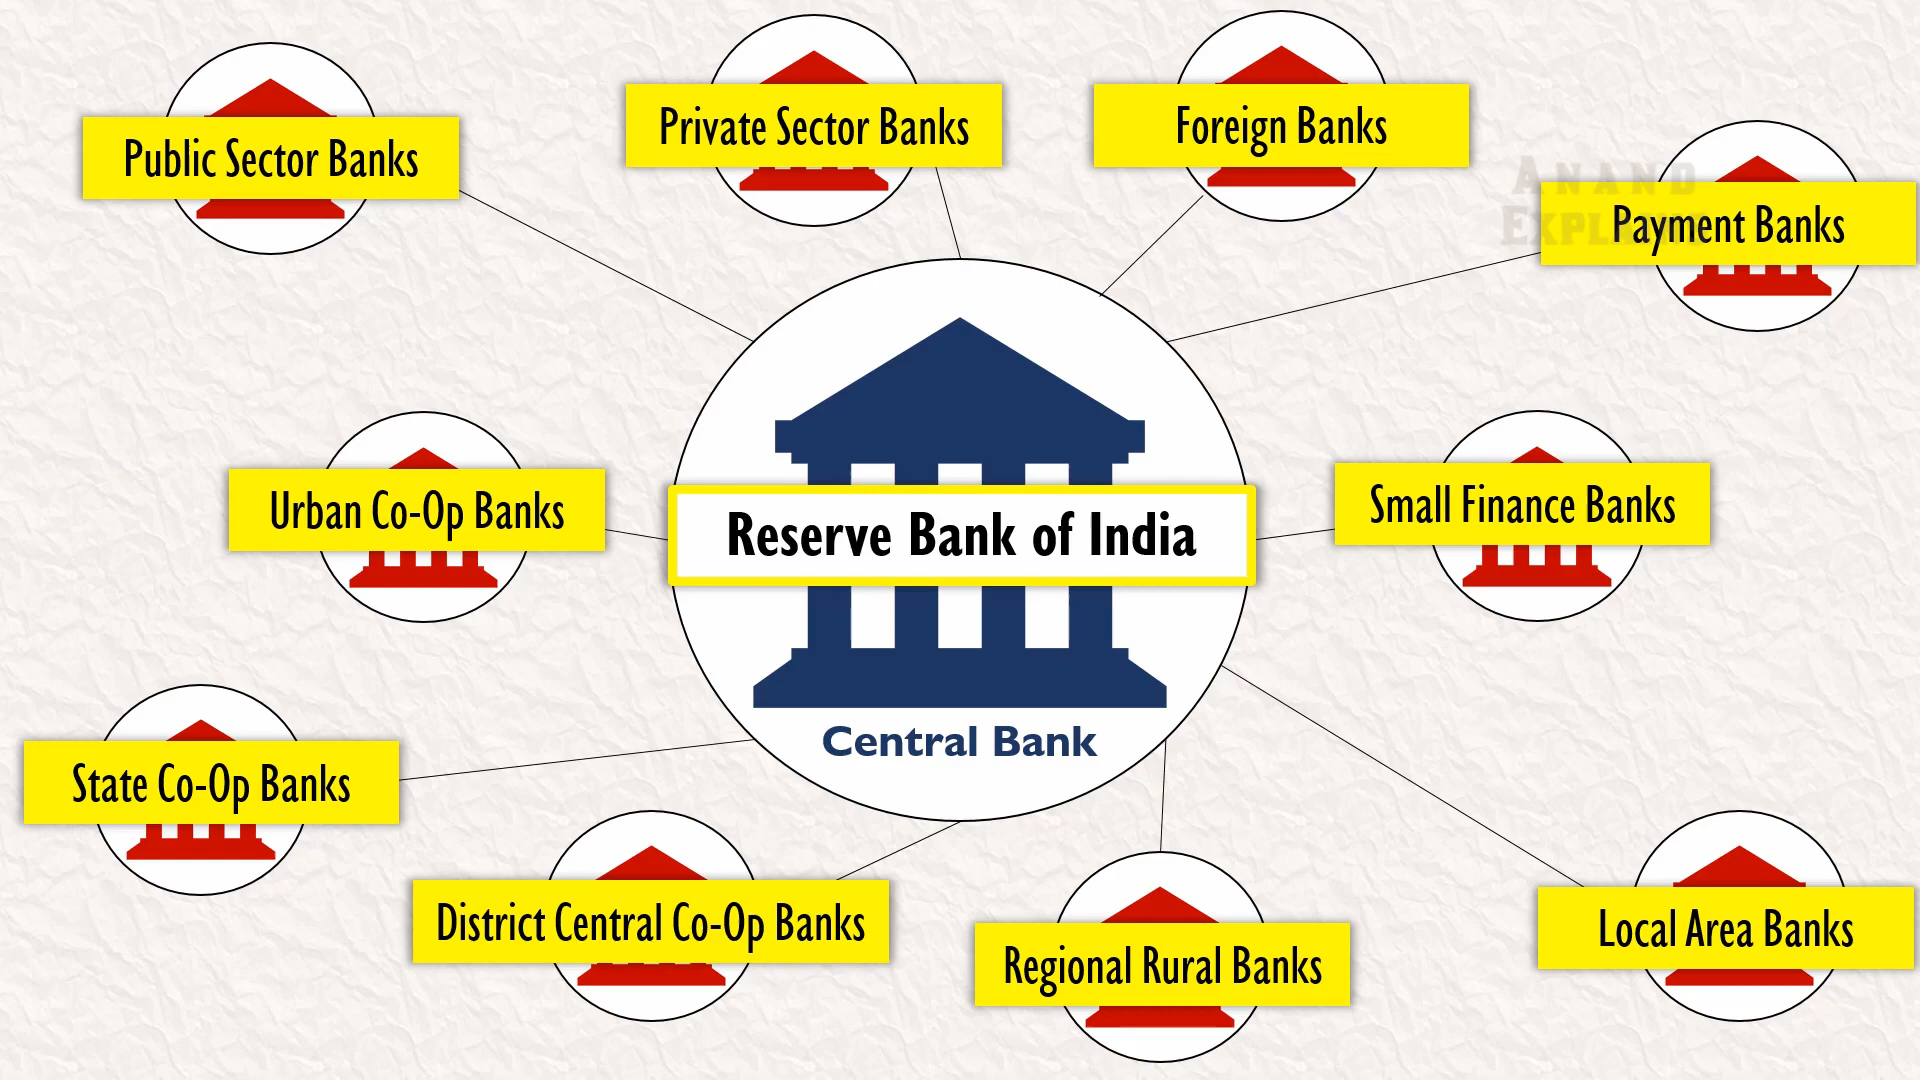 Public Sector Banks
Private Sector Banks
Foreign Banks
Anand
Explains
Payment Banks
Urban Co-Op Banks
Reserve Bank of India
Small Finance Banks
Central Bank
State Co-Op Banks
District Central Co-Op Banks
Regional Rural Banks
Local Area Banks